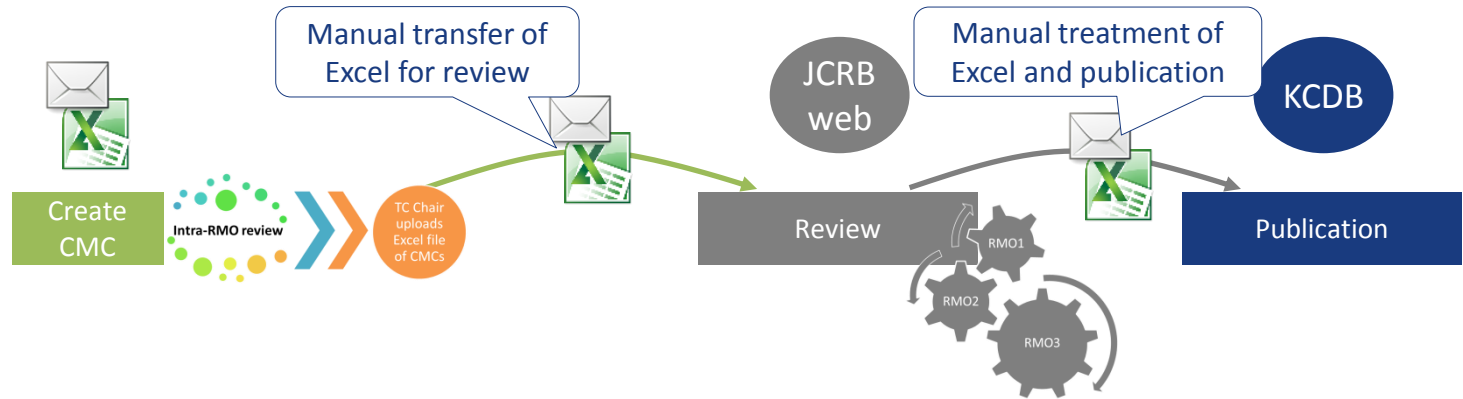 Manual transfer of
Excel for review
JCRB
web
Manual treatment of
Excel and publication
KCDB
Create
CMC
Intra-RMO review
TC Chair
uploads
Excel file
of CMCs
Review
Publication
RMO1
RMO2
RMO3